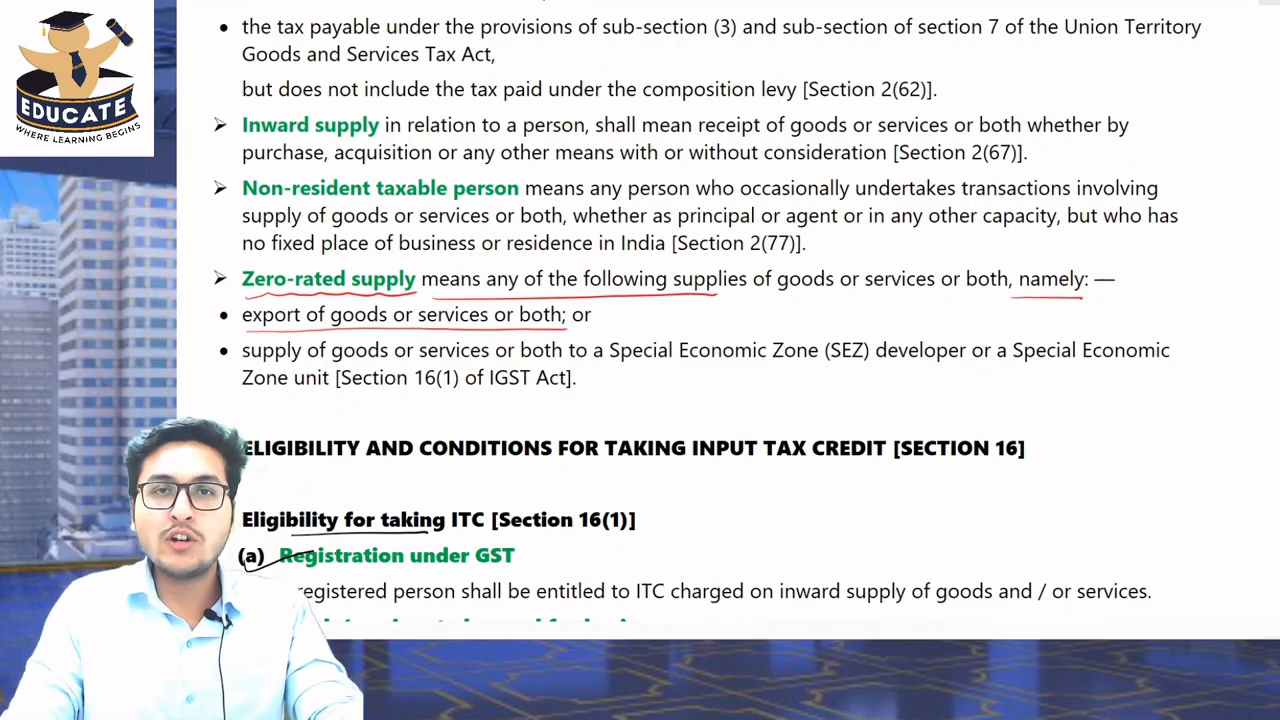 EDUCATE
WHERE LEARNING BEGINS
• the tax payable under the provisions of sub-section (3) and sub-section of section 7 of the Union Territory
Goods and Services Tax Act,
but does not include the tax paid under the composition levy [Section 2(62)].
➢ Inward supply in relation to a person, shall mean receipt of goods or services or both whether by
purchase, acquisition or any other means with or without consideration [Section 2(67)].
➢ Non-resident taxable person means any person who occasionally undertakes transactions involving
supply of goods or services or both, whether as principal or agent or in any other capacity, but who has
no fixed place of business or residence in India [Section 2(77)].
➢ Zero-rated supply means any of the following supplies of goods or services or both, namely: —
• export of goods or services or both; or
• supply of goods or services or both to a Special Economic Zone (SEZ) developer or a Special Economic
Zone unit [Section 16(1) of IGST Act].
ELIGIBILITY AND CONDITIONS FOR TAKING INPUT TAX CREDIT [SECTION 16]
Eligibility for taking ITC [Section 16(1)]
(a) Registration under GST
registered person shall be entitled to ITC charged on inward supply of goods and / or services.